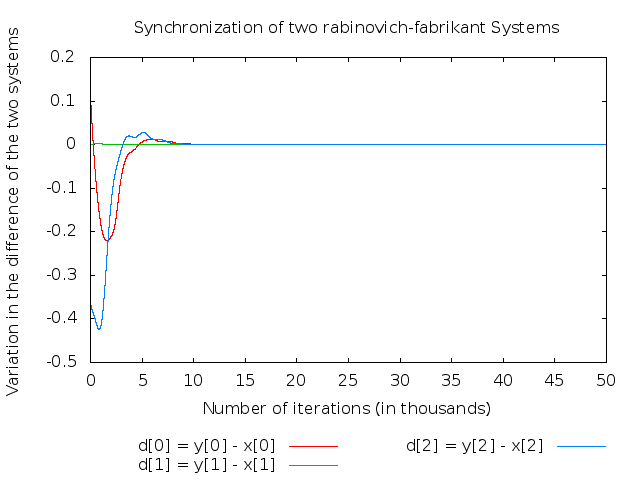 Synchronization of two rabinovich-fabrikant Systems
Variation in the difference of the two systems
0.2
0.1
0
-0.1
-0.2
-0.3
-0.4
-0.5
0 5 10 15 20 25 30 35 40 45 50
Number of iterations (in thousands)
d[0] = y[0] - x[0] d[2] = y[2] - x[2]
d[1] = y[1] - x[1]